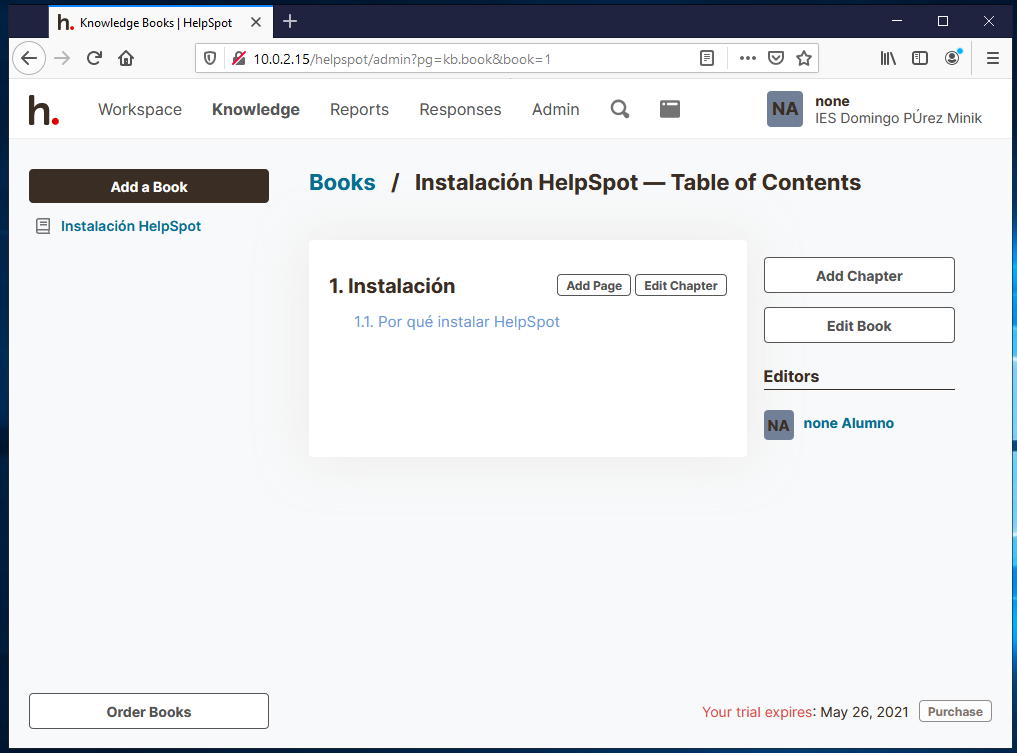 h. Knowledge Books | HelpSpot
10.0.2.15/helpspot/admin?pg=kb.book&book=1
h. Workspace Knowledge Reports Responses Admin NA none
IES Domingo PÚrez Minik
Add a Book
Books / Instalación HelpSpot — Table of Contents
Instalación HelpSpot
1. Instalación Add Page Edit Chapter
Add Chapter
1.1. Por qué instalar HelpSpot
Edit Book
Editors
NA none Alumno
Order Books
Your trial expires: May 26, 2021 Purchase